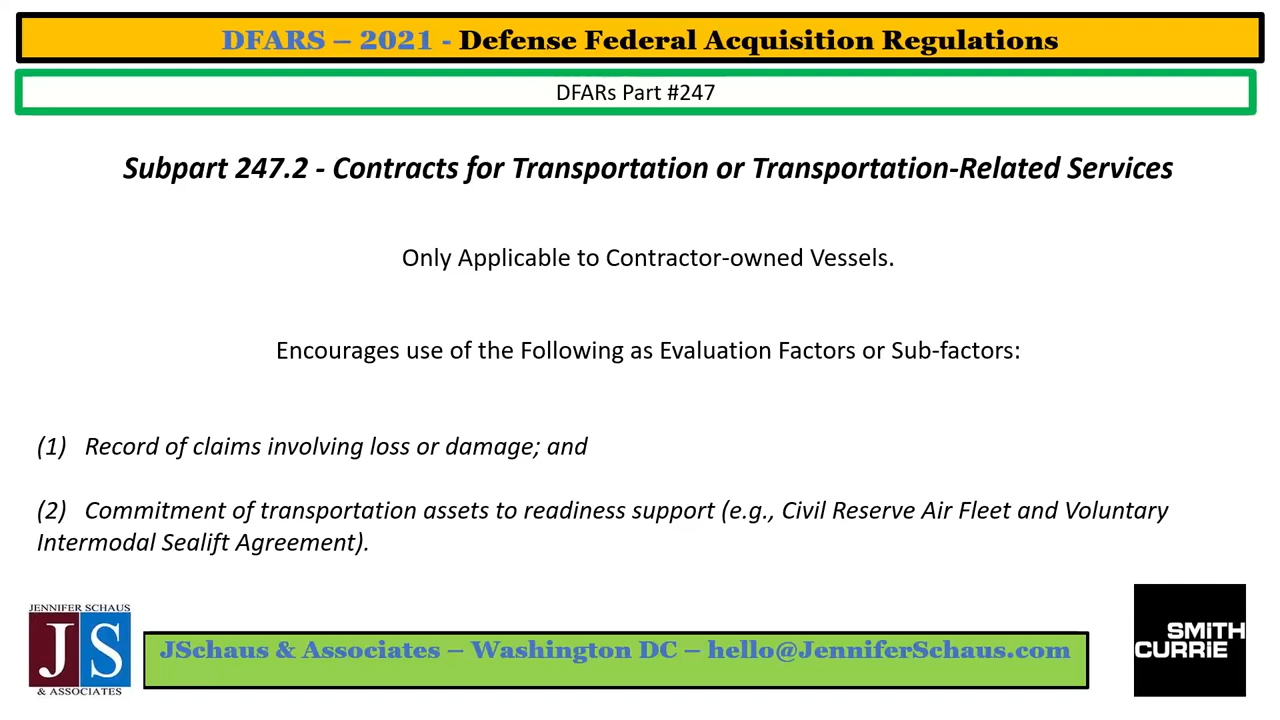 DFARS – 2021 - Defense Federal Acquisition Regulations
DFARs Part #247
Subpart 247.2 - Contracts for Transportation or Transportation-Related Services
Only Applicable to Contractor-owned Vessels.
Encourages use of the Following as Evaluation Factors or Sub-factors:
(1) Record of claims involving loss or damage; and
(2) Commitment of transportation assets to readiness support (e.g., Civil Reserve Air Fleet and Voluntary
Intermodal Sealift Agreement).
JENNIFER SCHAUS
JS
& ASSOCIATES
JSchaus & Associates – Washington DC – hello@JenniferSchaus.com
SMITH
CURRIE